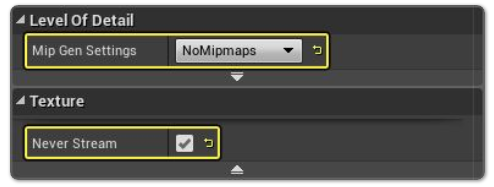 Level Of Detail
Mip Gen Settings NoMipmaps
Texture
Never Stream